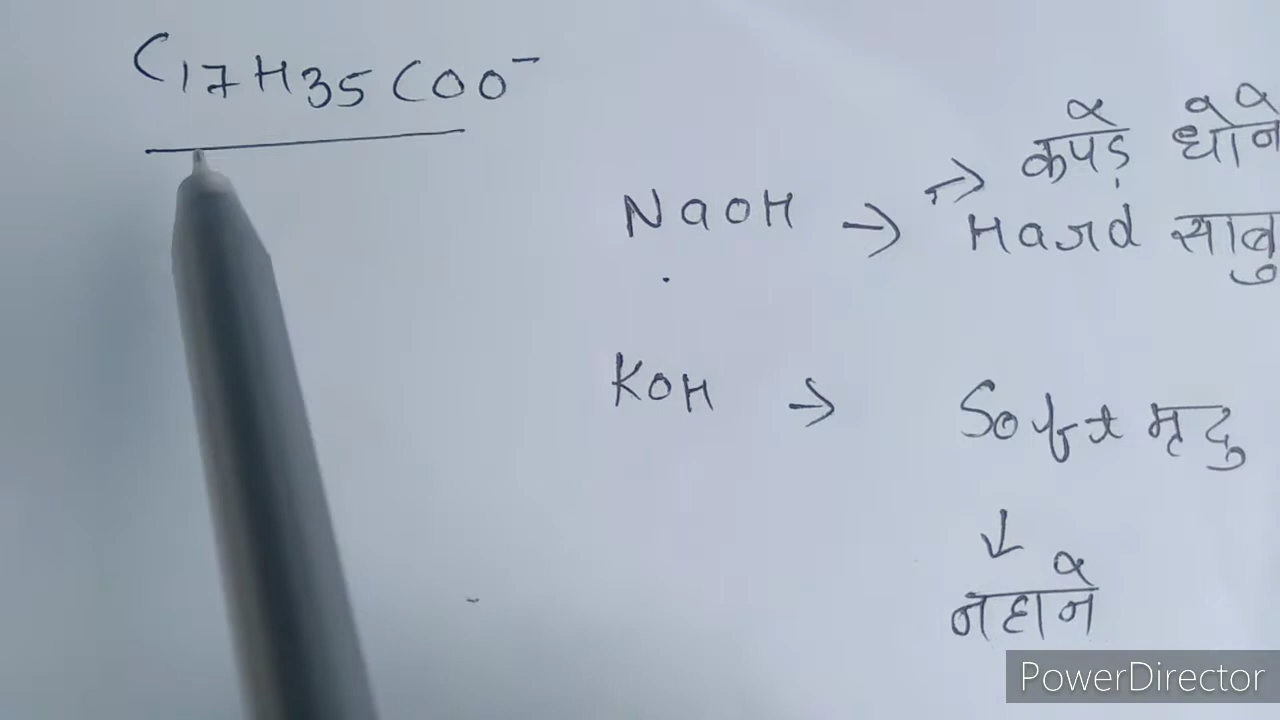 C17H35COO⁻
कपड़े धोने
NaOH → → Hard साबु
KOH → Soft मृदु
↓
नहाने
PowerDirector